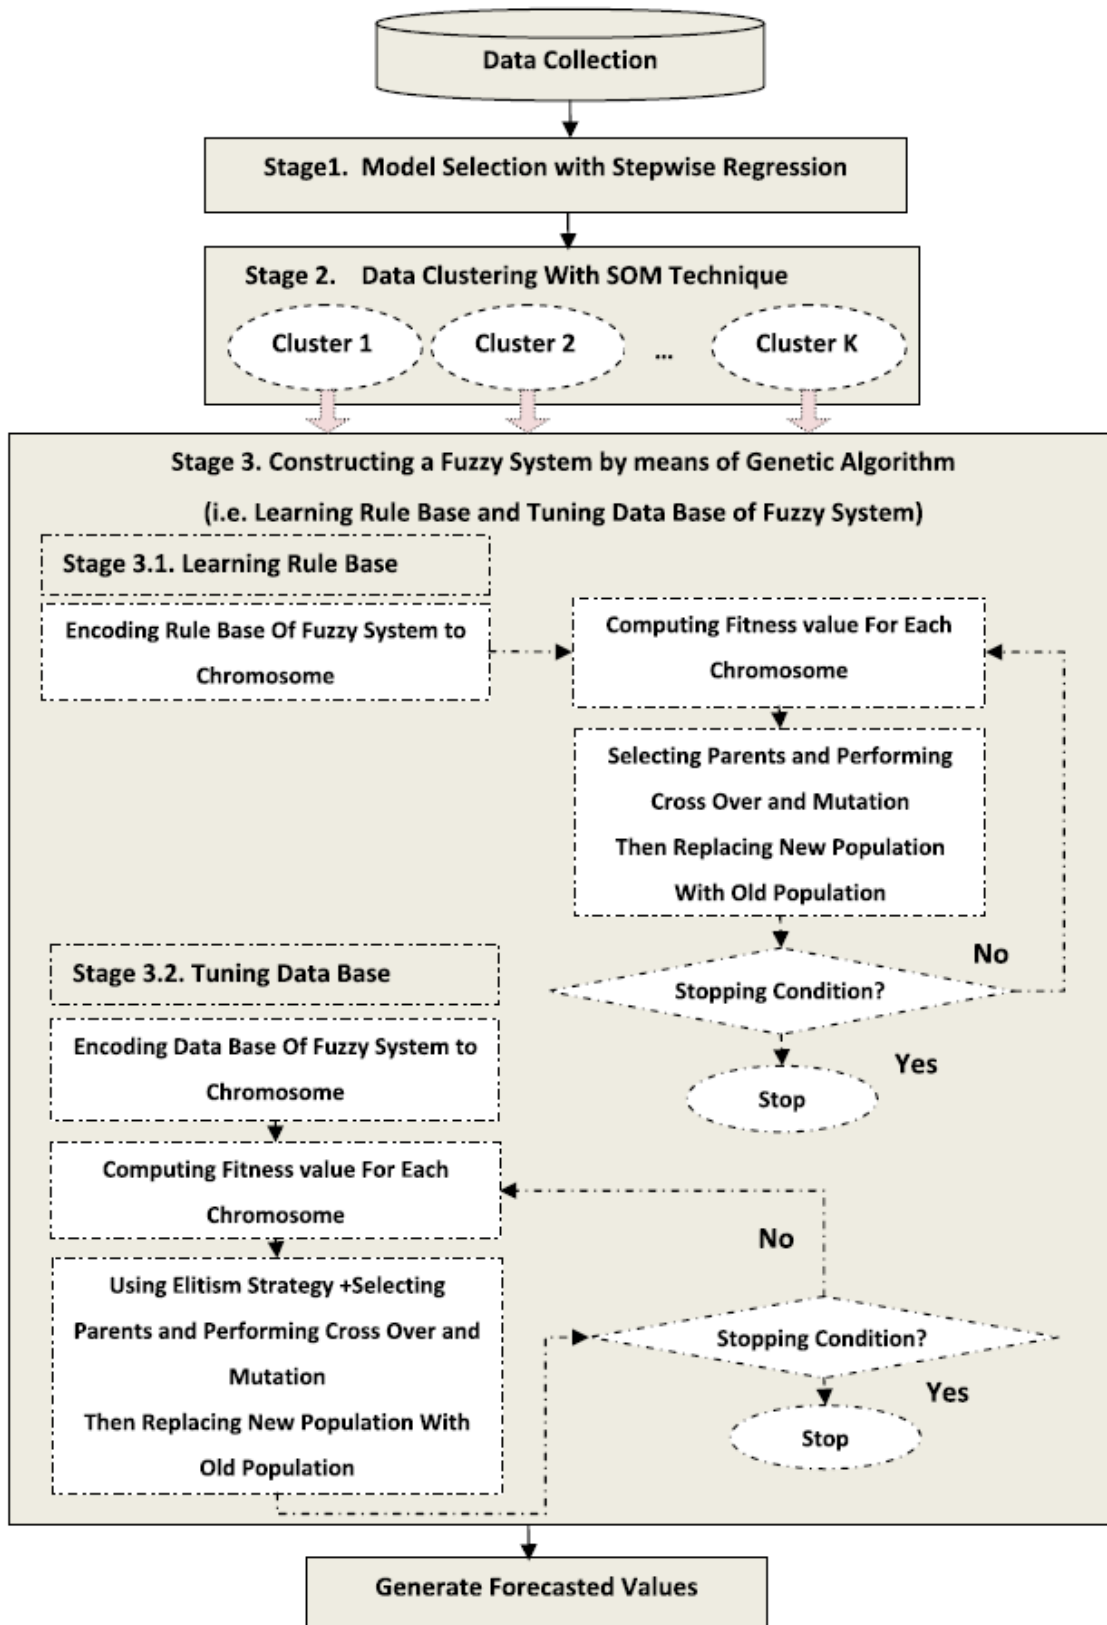 Data Collection
Stage1. Model Selection with Stepwise Regression
Stage 2. Data Clustering With SOM Technique
Cluster 1
Cluster 2
...
Cluster K
Stage 3. Constructing a Fuzzy System by means of Genetic Algorithm
(i.e. Learning Rule Base and Tuning Data Base of Fuzzy System)
Stage 3.1. Learning Rule Base
Encoding Rule Base Of Fuzzy System to
Chromosome
Computing Fitness value For Each
Chromosome
Selecting Parents and Performing
Cross Over and Mutation
Then Replacing New Population
With Old Population
Stopping Condition?
No
Yes
Stop
Stage 3.2. Tuning Data Base
Encoding Data Base Of Fuzzy System to
Chromosome
Computing Fitness value For Each
Chromosome
Using Elitism Strategy +Selecting
Parents and Performing Cross Over and
Mutation
Then Replacing New Population With
Old Population
No
Stopping Condition?
Yes
Stop
Generate Forecasted Values